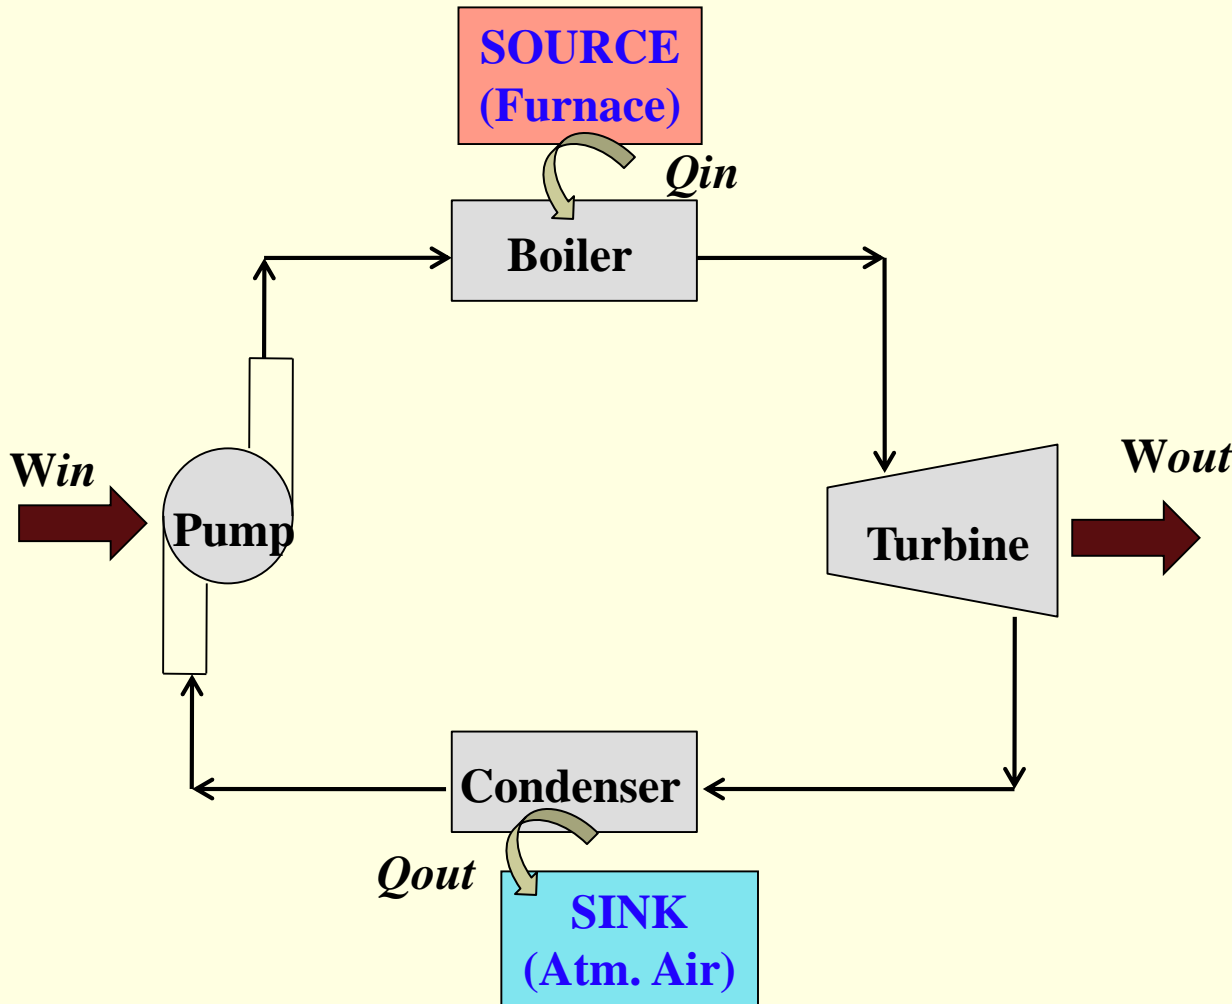 SOURCE
(Furnace)
Qin
Boiler
Win
Pump
Wout
Turbine
Condenser
Qout
SINK
(Atm. Air)